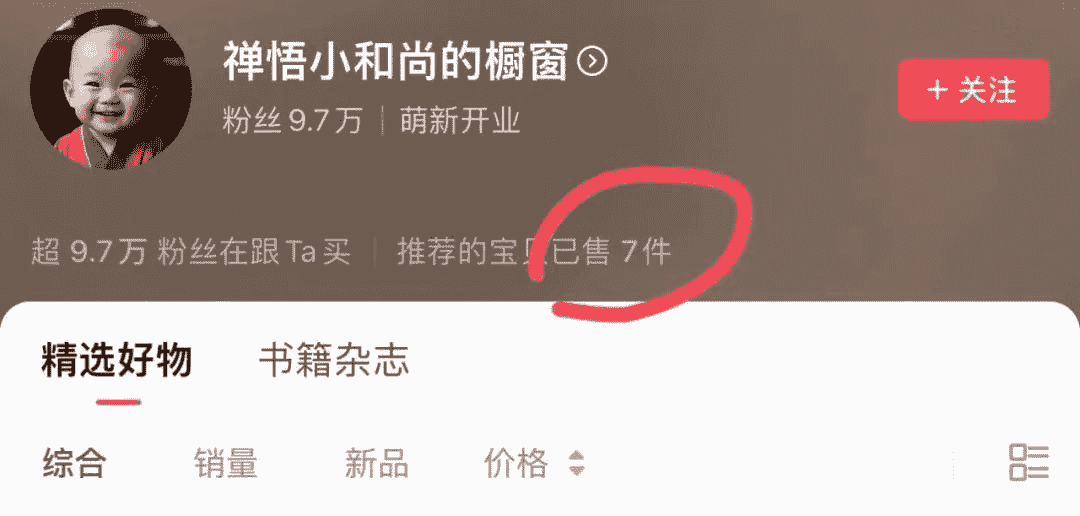 禅悟小和尚的橱窗
+ 关注
粉丝 9.7万 | 萌新开业
超 9.7万 粉丝在跟Ta买 | 推荐的宝贝已售 7件
精选好物 书籍杂志
综合 销量 新品 价格